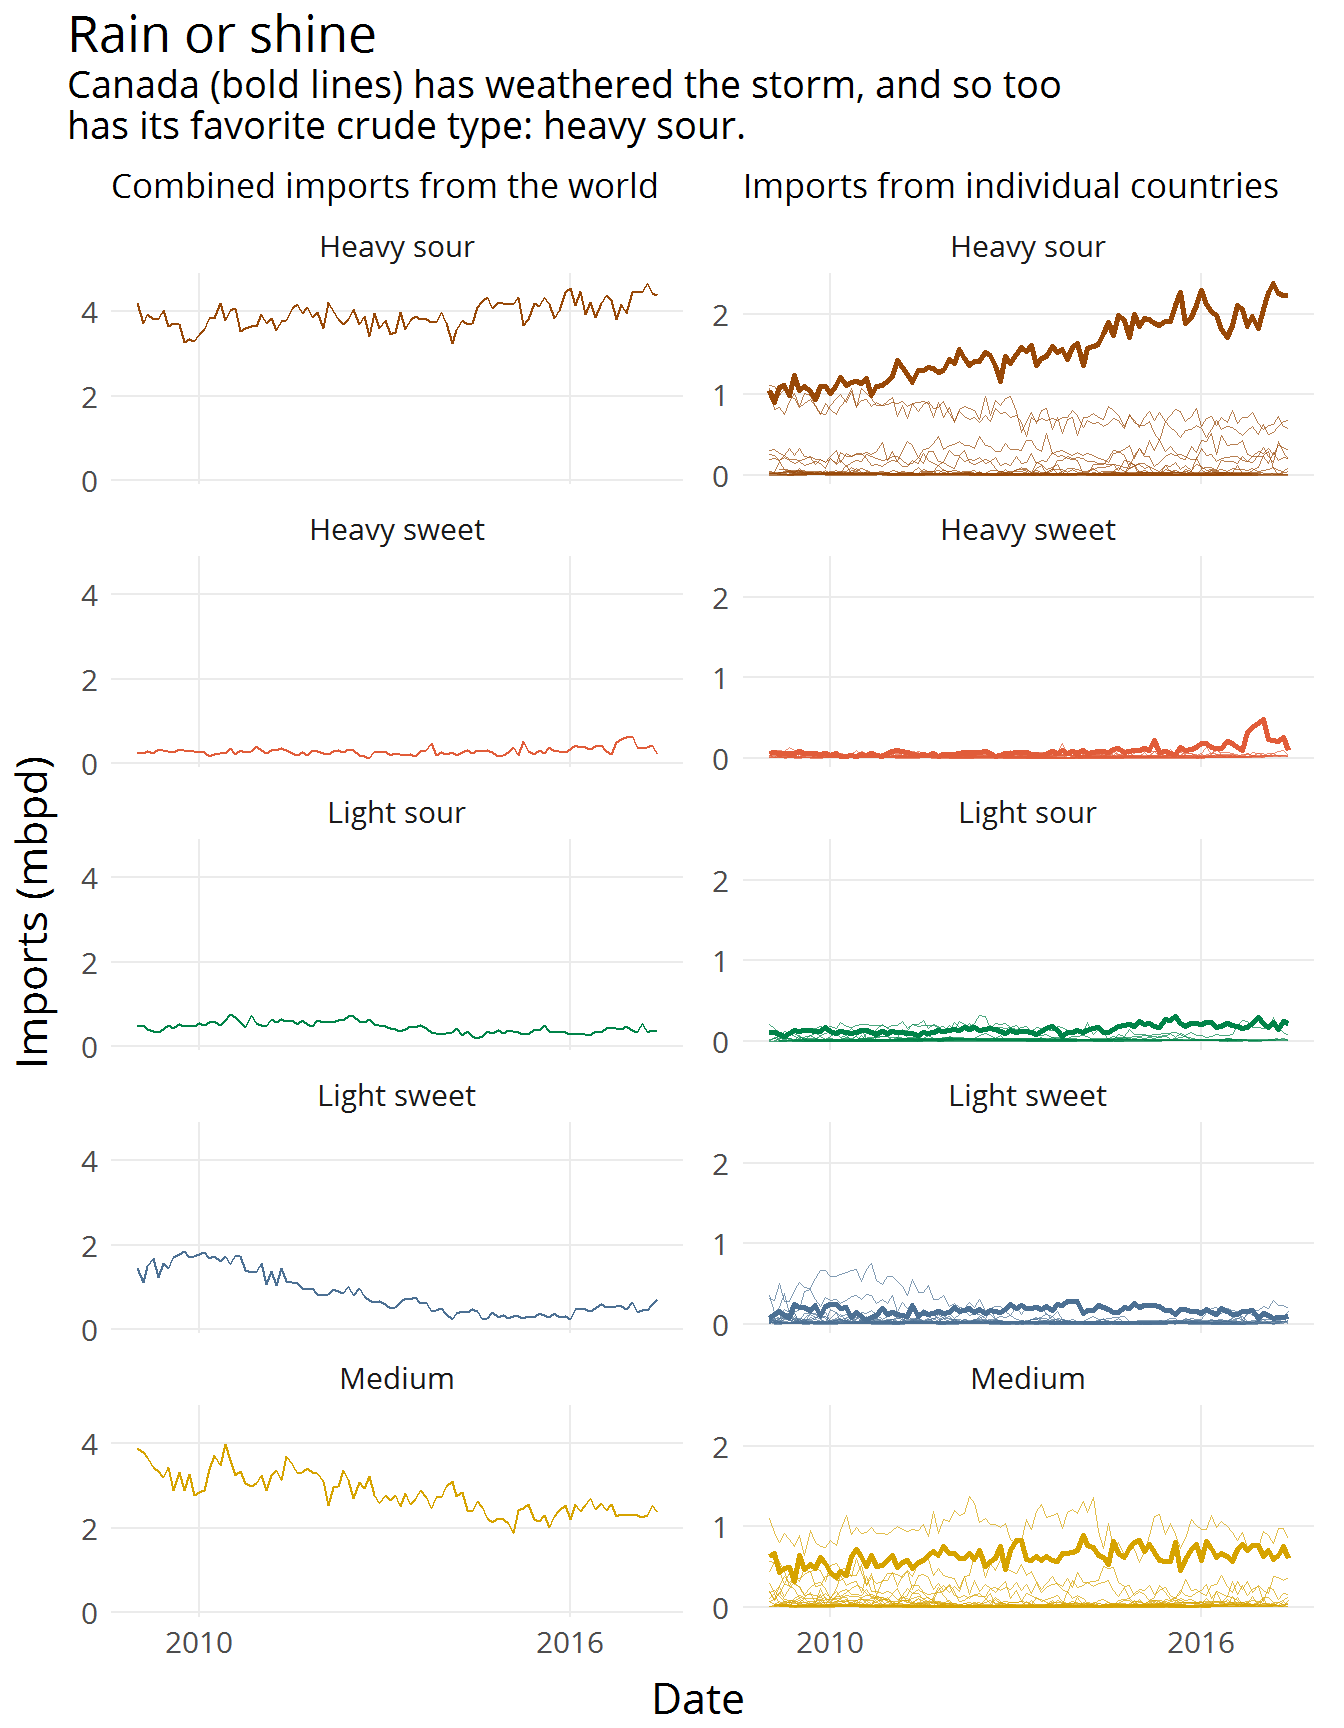 Rain or shine
Canada (bold lines) has weathered the storm, and so too
has its favorite crude type: heavy sour.
Combined imports from the world
Imports from individual countries
Heavy sour
Heavy sour
4
2
0
2
1
0
Heavy sweet
Heavy sweet
4
2
0
2
1
0
Light sour
Light sour
4
2
0
2
1
0
Light sweet
Light sweet
4
2
0
2
1
0
Medium
Medium
4
2
0
2
1
0
2010
2016
2010
2016
Imports (mbpd)
Date